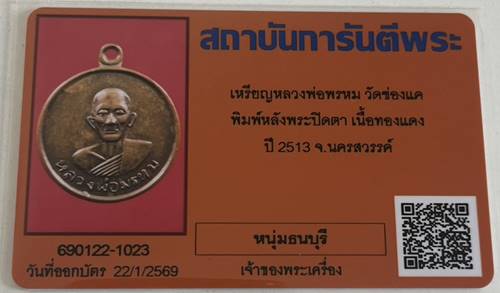 สถาบันการันตีพระ
เหรียญหลวงพ่อพรหม วัดช่องแค
พิมพ์หลังพระปิดตา เนื้อทองแดง
ปี 2513 จ.นครสวรรค์
หลวงพ่อพรหม
690122-1023
วันที่ออกบัตร 22/1/2569
หนุ่มธนบุรี
เจ้าของพระเครื่อง